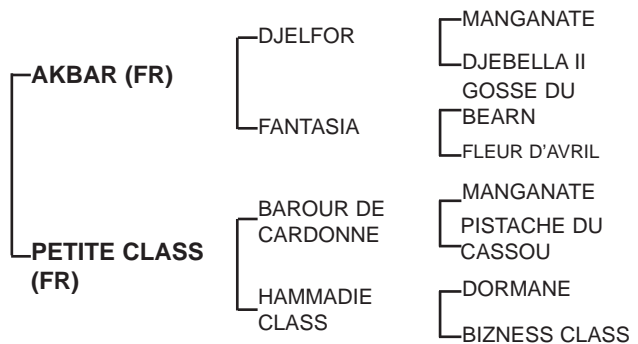 AKBAR (FR)
PETITE CLASS
(FR)
DJELFOR
FANTASIA
BAROUR DE
CARDONNE
HAMMADIE
CLASS
MANGANATE
DJEBELLA II
GOSSE DU
BEARN
FLEUR D'AVRIL
MANGANATE
PISTACHE DU
CASSOU
DORMANE
BIZNESS CLASS